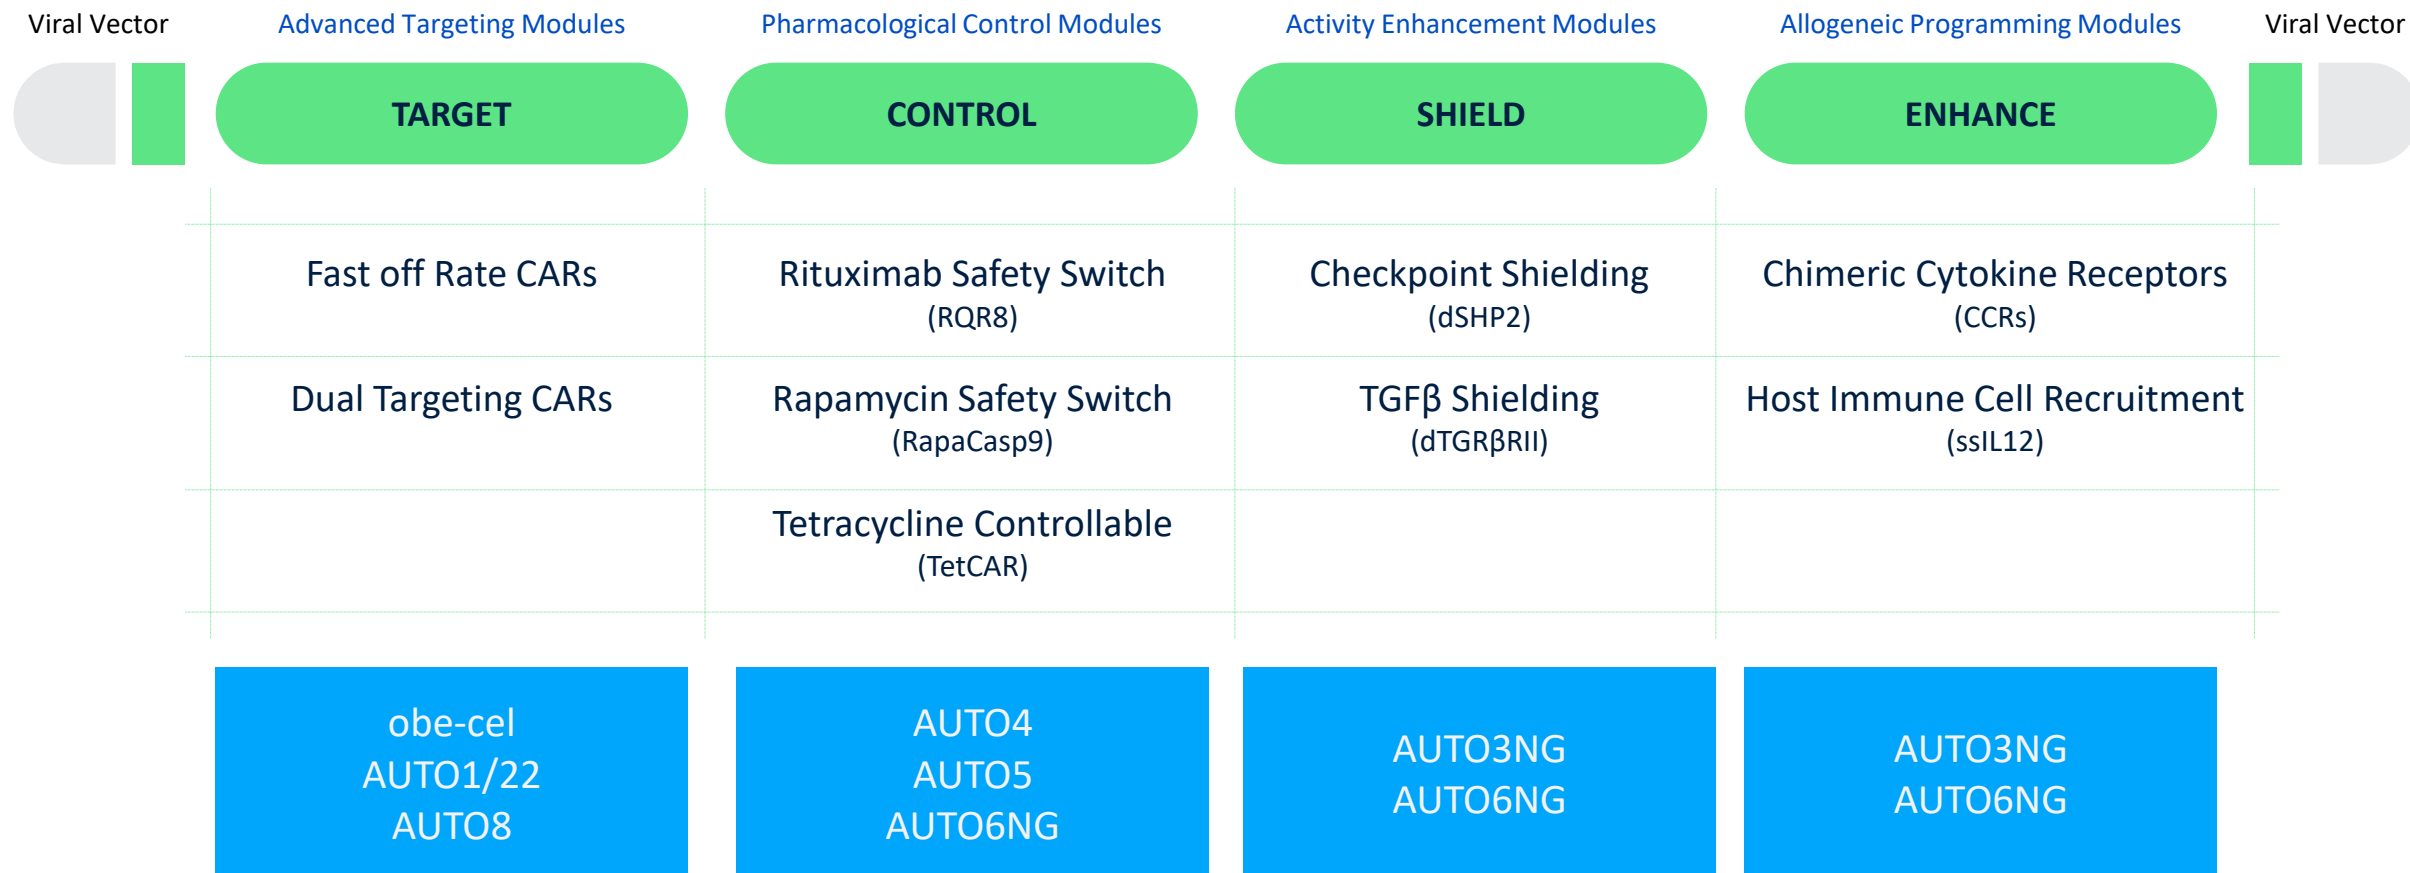 Viral Vector
Advanced Targeting Modules
Pharmacological Control Modules
Activity Enhancement Modules
Allogeneic Programming Modules
Viral Vector
TARGET
CONTROL
SHIELD
ENHANCE
Fast off Rate CARs
Rituximab Safety Switch
(RQR8)
Checkpoint Shielding
(dSHP2)
Chimeric Cytokine Receptors
(CCRs)
Dual Targeting CARs
Rapamycin Safety Switch
(RapaCasp9)
TGFβ Shielding
(dTGRβRII)
Host Immune Cell Recruitment
(ssIL12)
Tetracycline Controllable
(TetCAR)
obe-cel
AUTO1/22
AUTO8
AUTO4
AUTO5
AUTO6NG
AUTO3NG
AUTO6NG
AUTO3NG
AUTO6NG